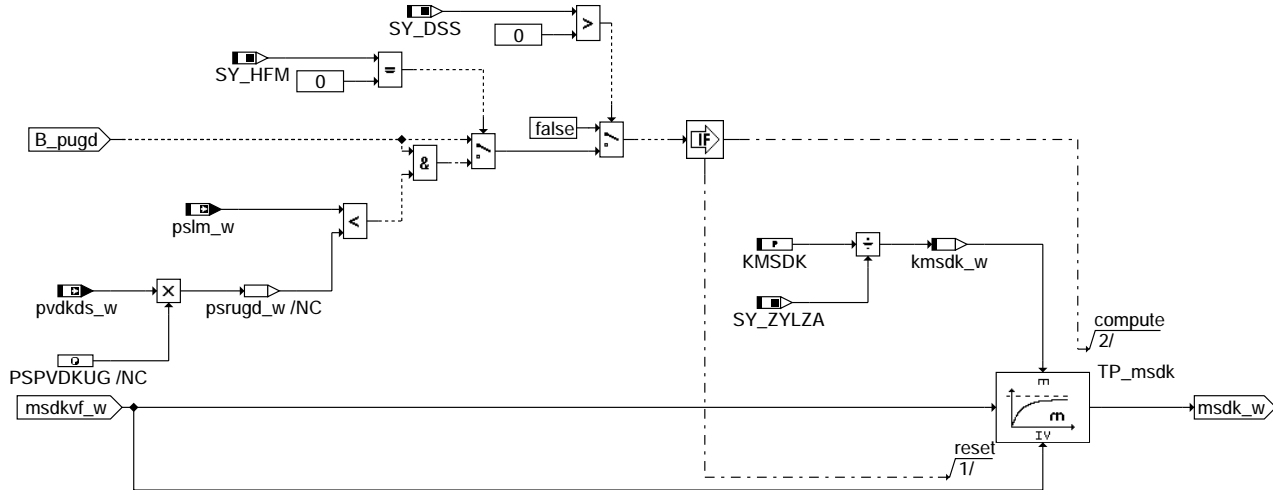 SY_DSS
>
0
SY_HFM
0
=
B_pugd
false
IF
&
pslm_w
<
KMSDK
P
÷
kmsdk_w
pvdkds_w
×
psrugd_w /NC
SY_ZYLZA
compute
2/
PSPVDKUG /NC
TP_msdk
msdkvf_w
m
m
IV
msdk_w
reset
1/